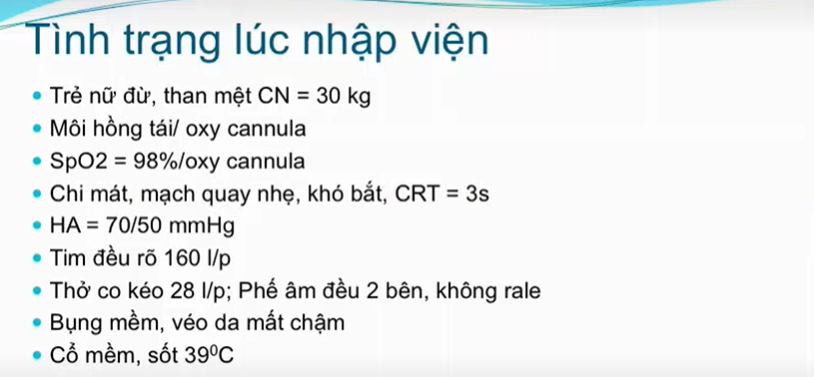 Tình trạng lúc nhập viện
• Trẻ nữ đừ, than mệt CN = 30 kg
• Môi hồng tái/ oxy cannula
• SpO2 = 98%/oxy cannula
• Chi mát, mạch quay nhẹ, khó bắt, CRT = 3s
• HA = 70/50 mmHg
• Tim đều rõ 160 l/p
• Thở co kéo 28 l/p; Phế âm đều 2 bên, không rale
• Bụng mềm, véo da mất chậm
• Cổ mềm, sốt 39⁰C